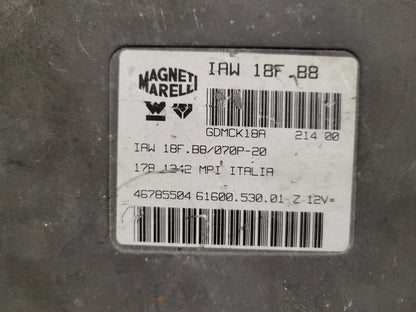 IAW 18F.B8
MAGNETI
MARELLI
GDMCK18A 214 00
IAW 18F.B8/070P-20
178 1342 MPI ITALIA
46785504 61600.530.01 Z 12V=